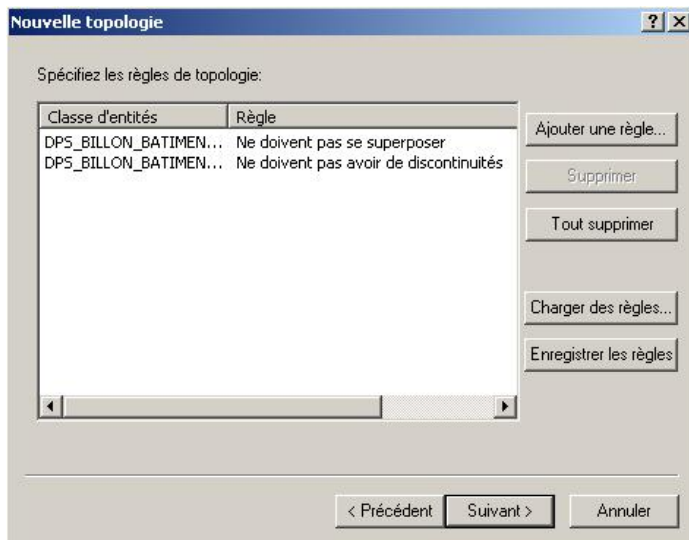 Nouvelle topologie
Spécifiez les règles de topologie:
Classe d'entités Règle
DPS_BILLON_BATIMEN... Ne doivent pas se superposer
DPS_BILLON_BATIMEN... Ne doivent pas avoir de discontinuités
Ajouter une règle...
Supprimer
Tout supprimer
Charger des règles...
Enregistrer les règles
< Précédent Suivant > Annuler